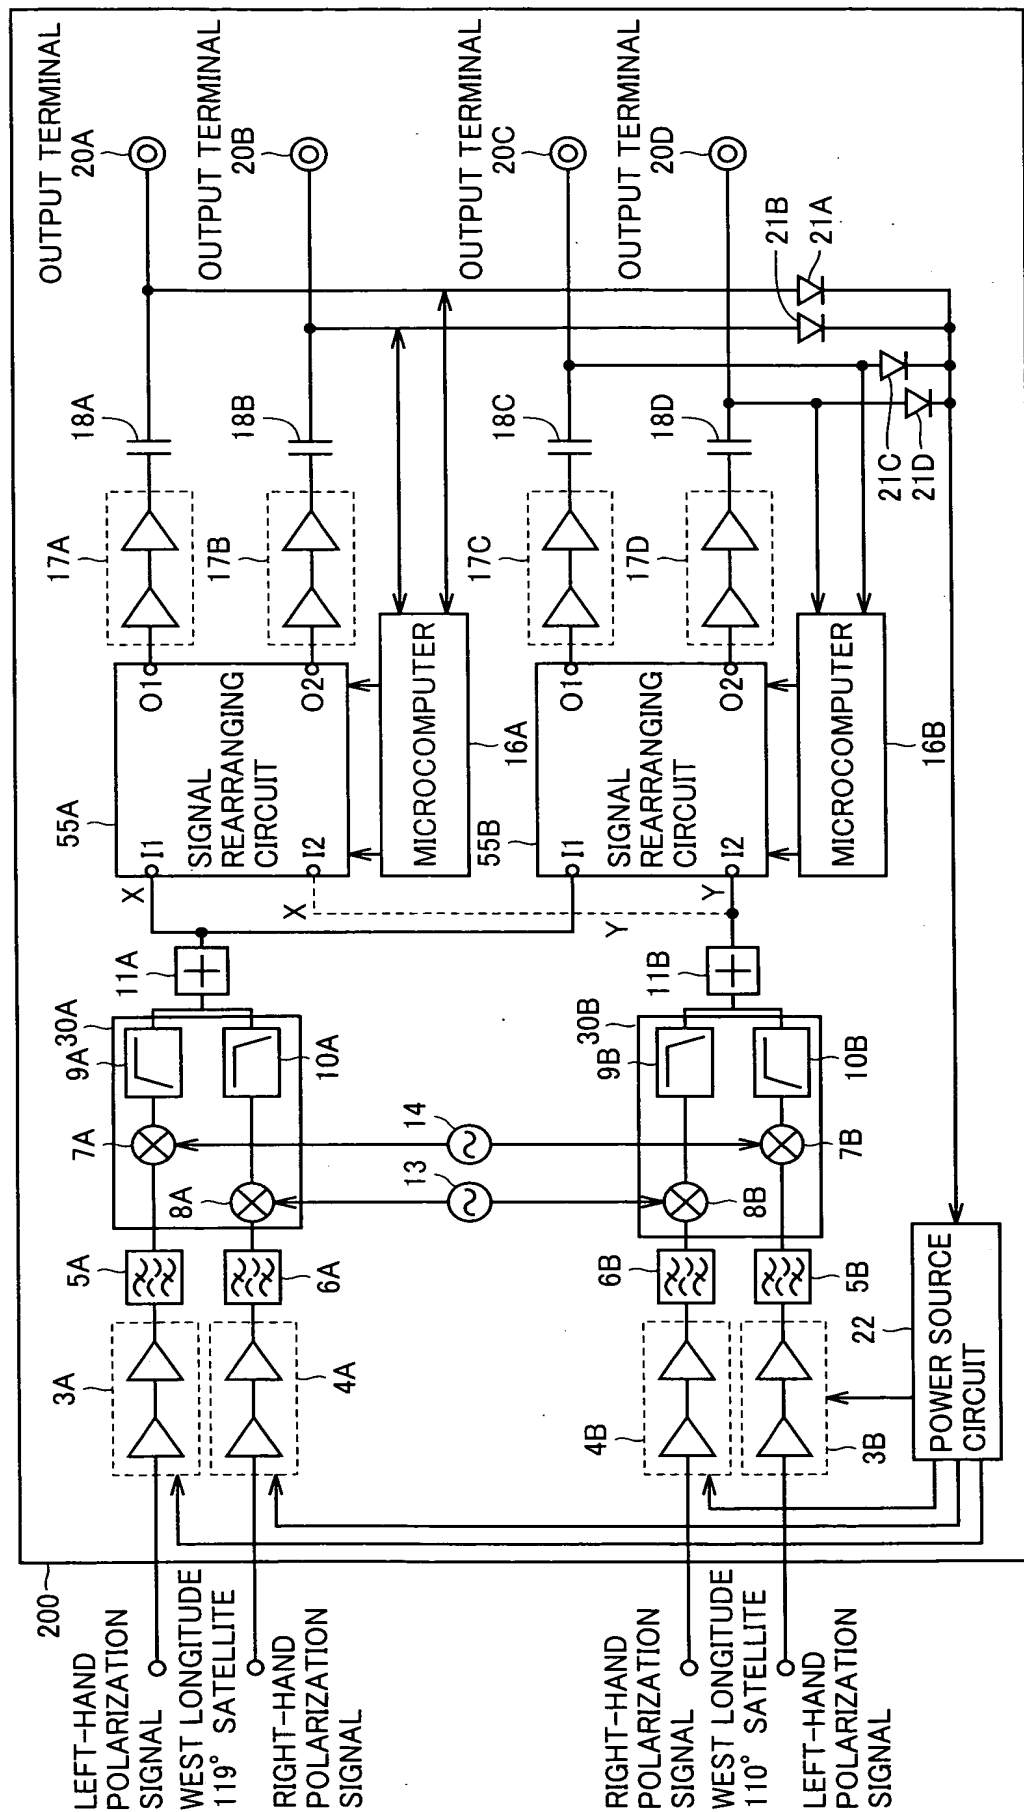 200
LEFT-HAND
POLARIZATION
SIGNAL
WEST LONGITUDE
119° SATELLITE
RIGHT-HAND
POLARIZATION
SIGNAL
RIGHT-HAND
POLARIZATION
SIGNAL
WEST LONGITUDE
110° SATELLITE
LEFT-HAND
POLARIZATION
SIGNAL
3A
4A
4B
3B
5A
6A
6B
5B
22
POWER SOURCE
CIRCUIT
7A
8A
9A
10A
30A
11A
13
14
8B
7B
9B
10B
30B
11B
X
X
Y
Y
55A
I1
I2
SIGNAL
REARRANGING
CIRCUIT
O1
O2
MICROCOMPUTER
16A
55B
I1
I2
SIGNAL
REARRANGING
CIRCUIT
O1
O2
MICROCOMPUTER
16B
17A
17B
17C
17D
18A
18B
18C
18D
21C
21D
21B
21A
OUTPUT TERMINAL
20A
OUTPUT TERMINAL
20B
OUTPUT TERMINAL
20C
OUTPUT TERMINAL
20D